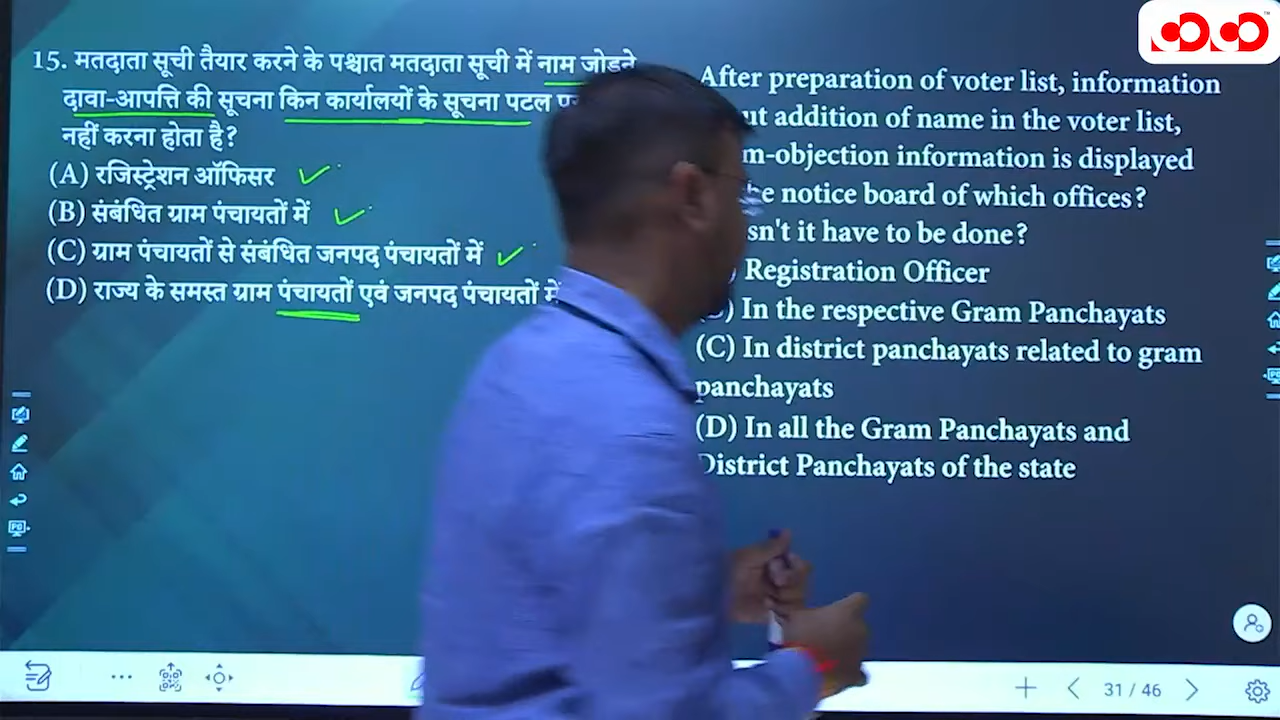 15. मतदाता सूची तैयार करने के पश्चात मतदाता सूची में नाम जोड़ने
दावा-आपत्ति की सूचना किन कार्यालयों के सूचना पटल
नहीं करना होता है?
(A) रजिस्ट्रेशन ऑफिसर
(B) संबंधित ग्राम पंचायतों में
(C) ग्राम पंचायतों से संबंधित जनपद पंचायतों में
(D) राज्य के समस्त ग्राम पंचायतों एवं जनपद पंचायतों में
After preparation of voter list, information
addition of name in the voter list,
objection information is displayed
notice board of which offices?
it have to be done?
Registration Officer
In the respective Gram Panchayats
(C) In district panchayats related to gram
panchayats
(D) In all the Gram Panchayats and
District Panchayats of the state
31 / 46